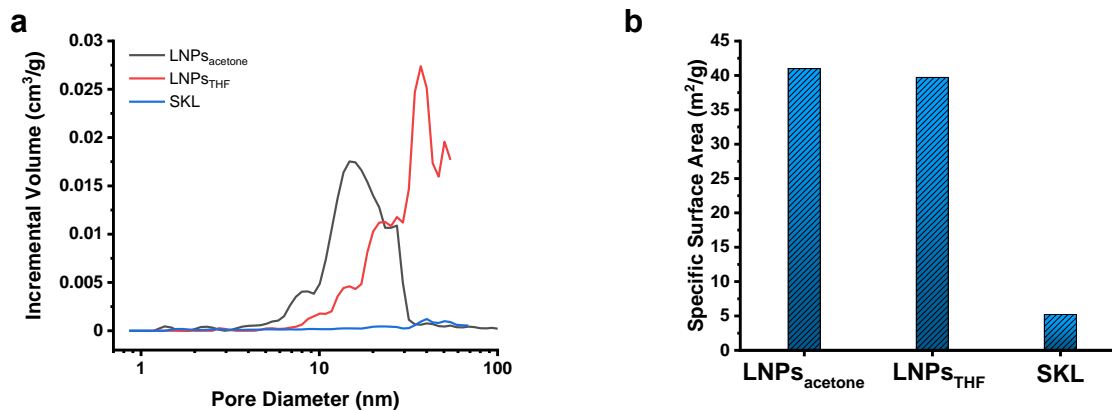 a
0.03
0.025
0.02
0.015
0.01
0.005
0
Incremental Volume (cm³/g)
LNPsacetone
LNPsTHF
SKL
1
10
100
Pore Diameter (nm)
b
45
40
35
30
25
20
15
10
5
0
Specific Surface Area (m²/g)
LNPsacetone
LNPsTHF
SKL